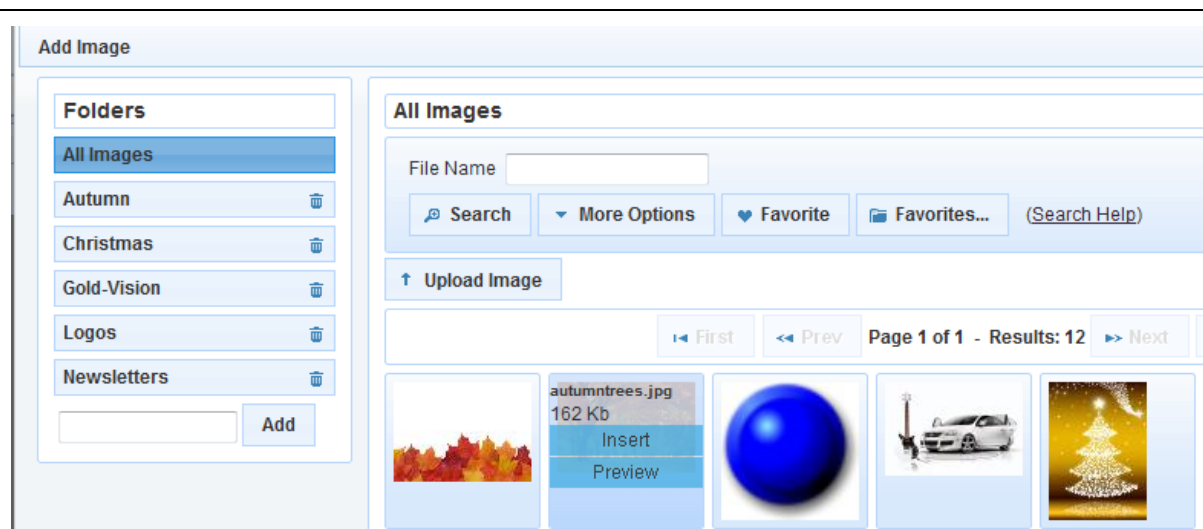 Add Image
Folders
All Images
Autumn
Christmas
Gold-Vision
Logos
Newsletters
Add
All Images
File Name
Search
More Options
Favorite
Favorites...
(Search Help)
Upload Image
First
Prev
Page 1 of 1 - Results: 12
Next
autumntrees.jpg
162 Kb
Insert
Preview